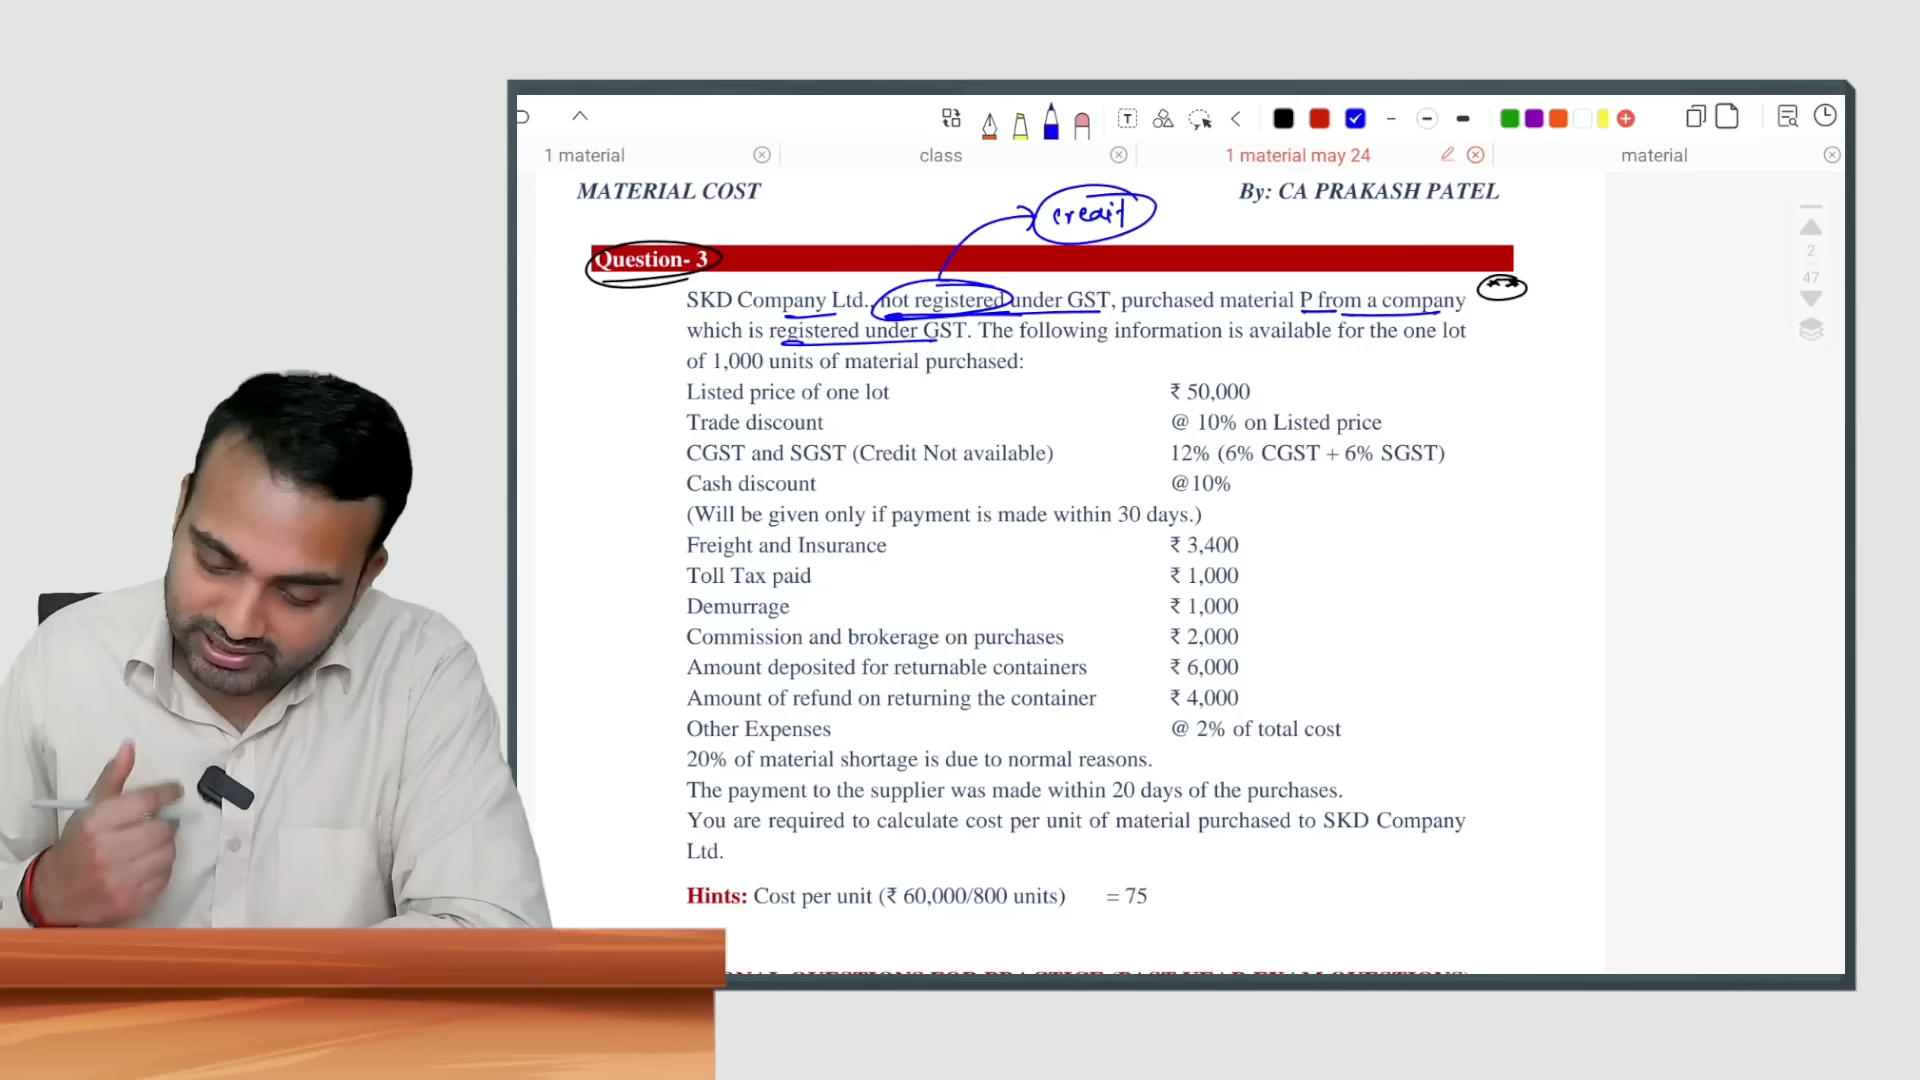 1 material
class
1 material may 24
material
MATERIAL COST
By: CA PRAKASH PATEL
credit
Question- 3
SKD Company Ltd., not registered under GST, purchased material P from a company
which is registered under GST. The following information is available for the one lot
of 1,000 units of material purchased:
Listed price of one lot ₹ 50,000
Trade discount @ 10% on Listed price
CGST and SGST (Credit Not available) 12% (6% CGST + 6% SGST)
Cash discount @10%
(Will be given only if payment is made within 30 days.)
Freight and Insurance ₹ 3,400
Toll Tax paid ₹ 1,000
Demurrage ₹ 1,000
Commission and brokerage on purchases ₹ 2,000
Amount deposited for returnable containers ₹ 6,000
Amount of refund on returning the container ₹ 4,000
Other Expenses @ 2% of total cost
20% of material shortage is due to normal reasons.
The payment to the supplier was made within 20 days of the purchases.
You are required to calculate cost per unit of material purchased to SKD Company
Ltd.
Hints: Cost per unit (₹ 60,000/800 units) = 75
2
47
T